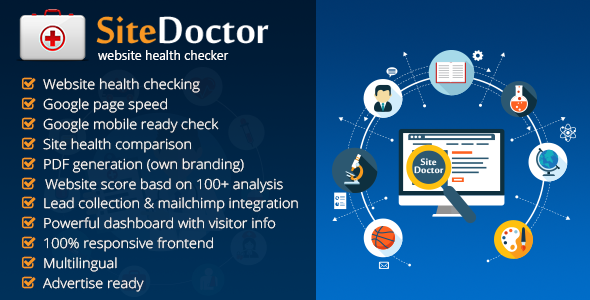 SiteDoctor
website health checker
Website health checking
Google page speed
Google mobile ready check
Site health comparison
PDF generation (own branding)
Website score basd on 100+ analysis
Lead collection & mailchimp integration
Powerful dashboard with visitor info
100% responsive frontend
Multilingual
Advertise ready
Site
Doctor